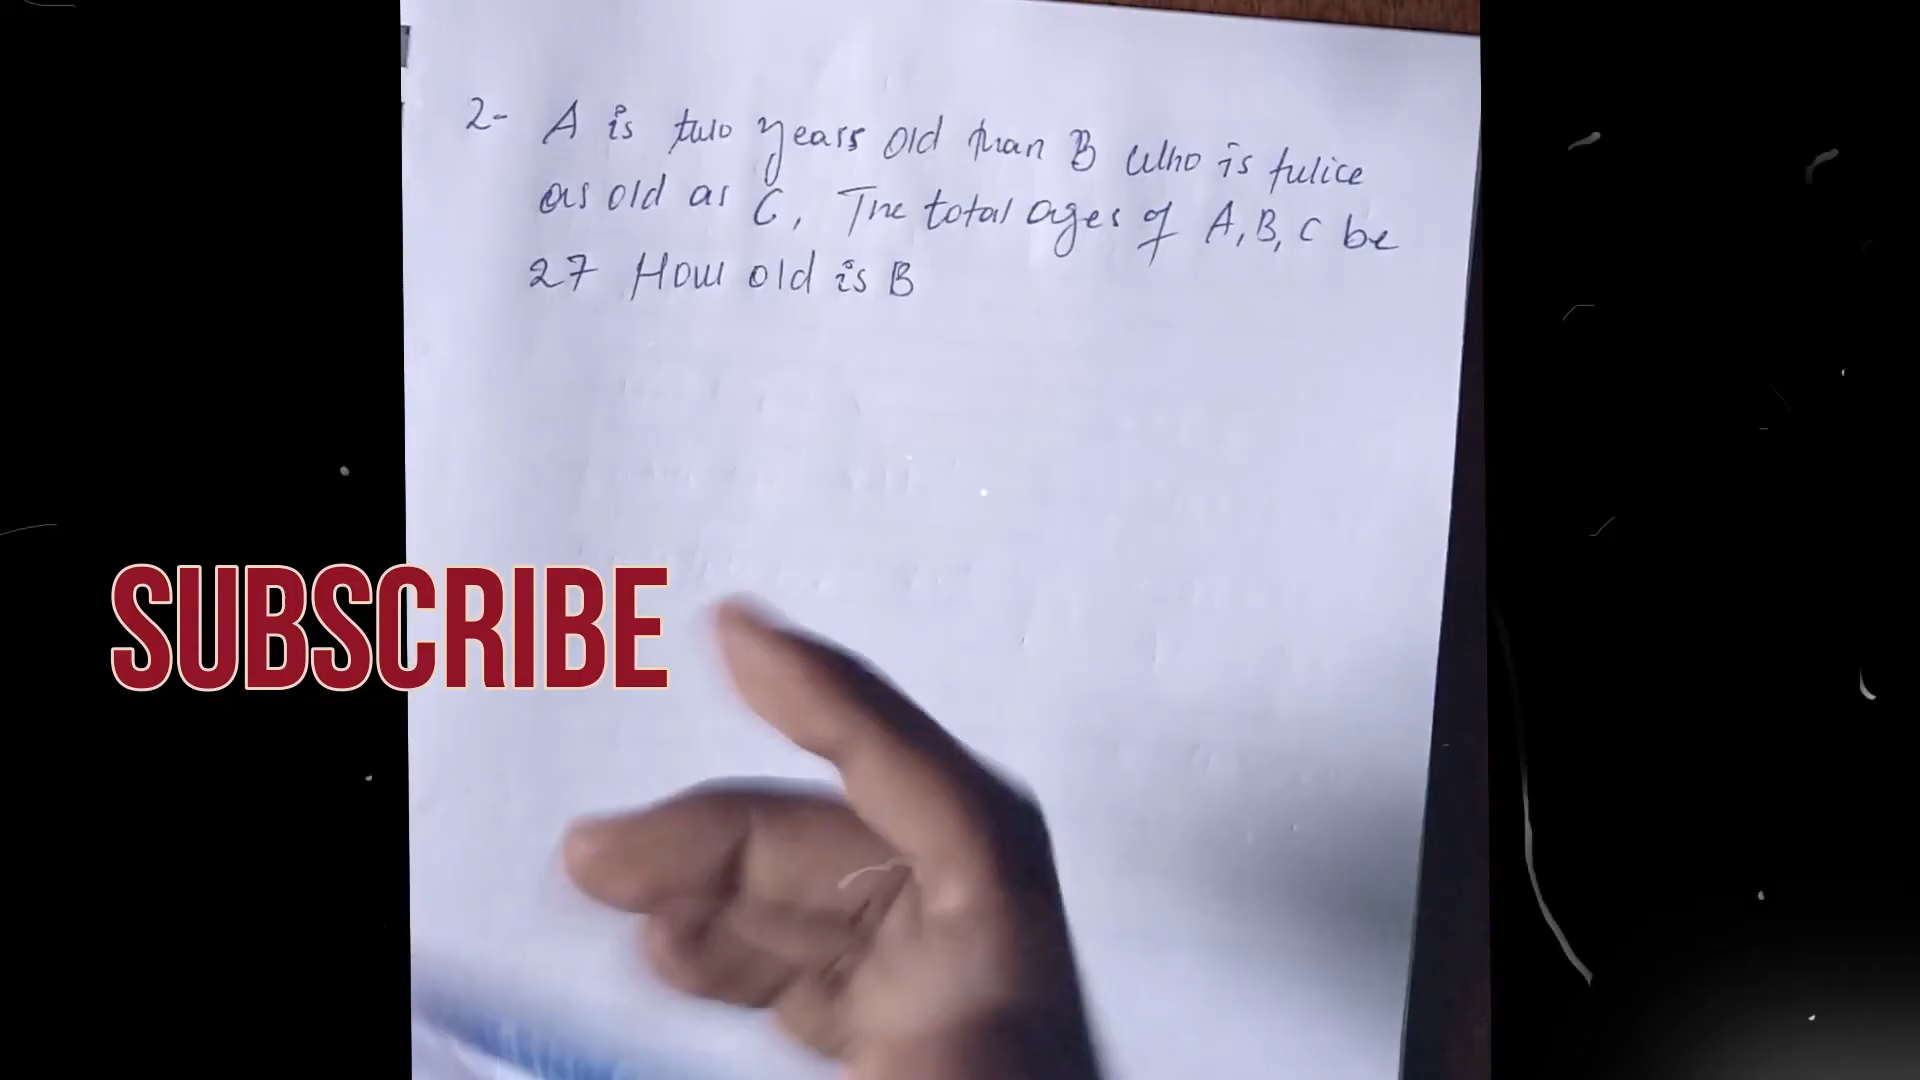 2- A is two years old than B who is twice
as old as C, The total ages of A, B, C be
27 How old is B
SUBSCRIBE